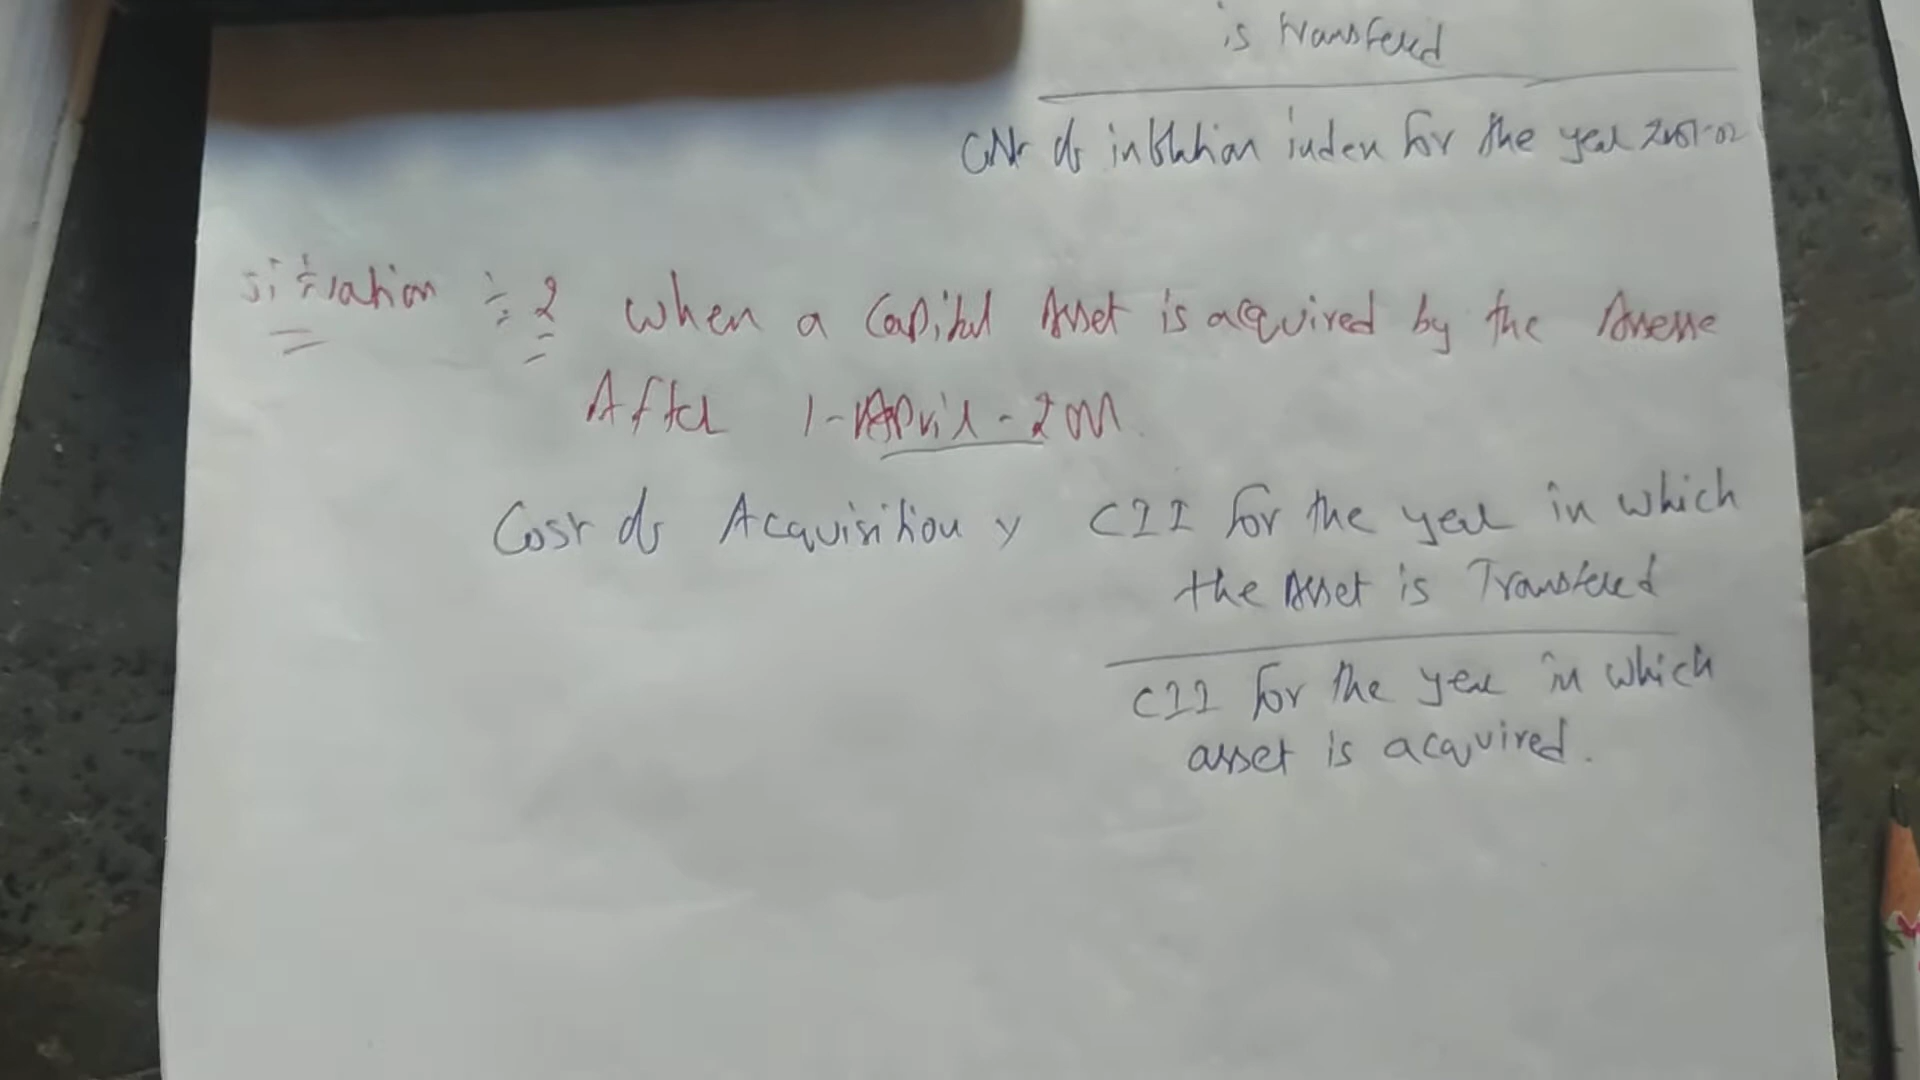 is transfered
Cost of inflation index for the year 2001-02
situation :- 2 When a Capital Asset is acquired by the Assesse
After 1-April-2001
Cost of Acquisition x CII for the year in which
the Asset is Transfered
CII for the year in which
asset is acquired.